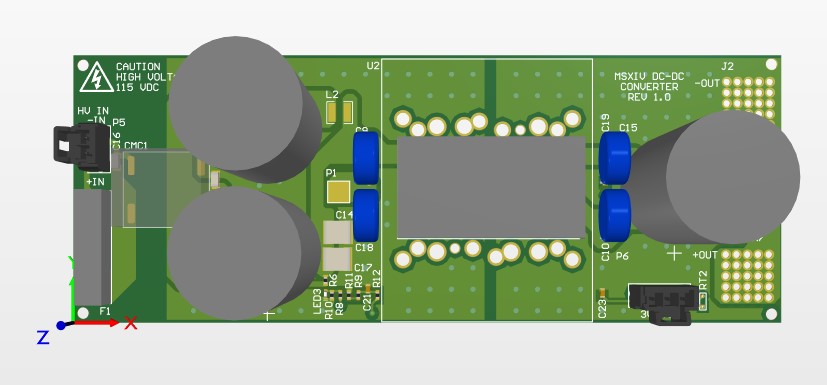 CAUTION
HIGH VOLT
115 VDC
HV IN
-IN
P5
C16
CMC1
+IN
F1
L2
U2
C9
P1
C14
C18
C17
R6
R11
R9
R12
LED3
R10
R8
C21
MSXIV DC-DC
CONVERTER
REV 1.0
J2
-OUT
C19
C15
C10
P6
+OUT
RT2
C23
X
Y
Z